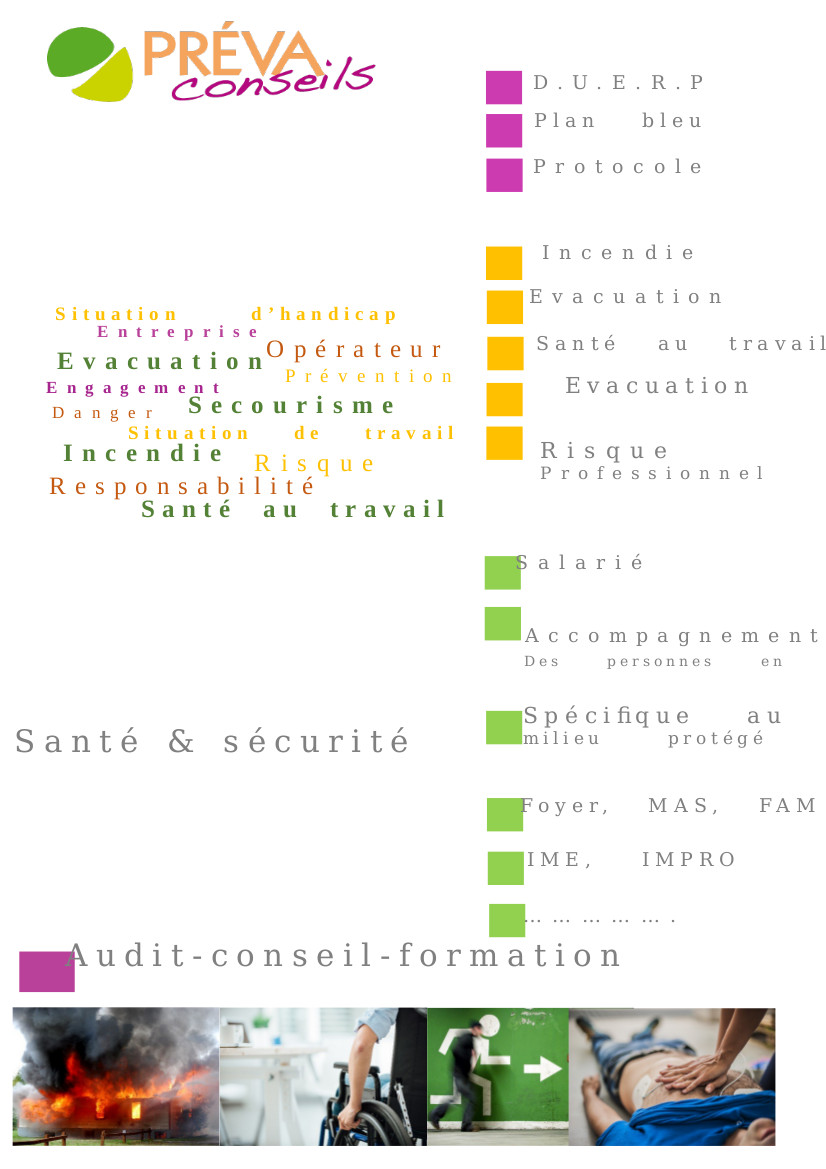 PRÉVA
conseils
D.U.E.R.P
Plan bleu
Protocole
Incendie
Evacuation
Santé au travail
Evacuation
Risque
Professionnel
Situation d’handicap
Entreprise
Evacuation
Opérateur
Prévention
Engagement
Danger
Secourisme
Situation de travail
Incendie
Risque
Responsabilité
Santé au travail
Salarié
Accompagnement
Des personnes en
Spécifique au
milieu protégé
Santé & sécurité
Foyer, MAS, FAM
IME, IMPRO
……………….
Audit-conseil-formation